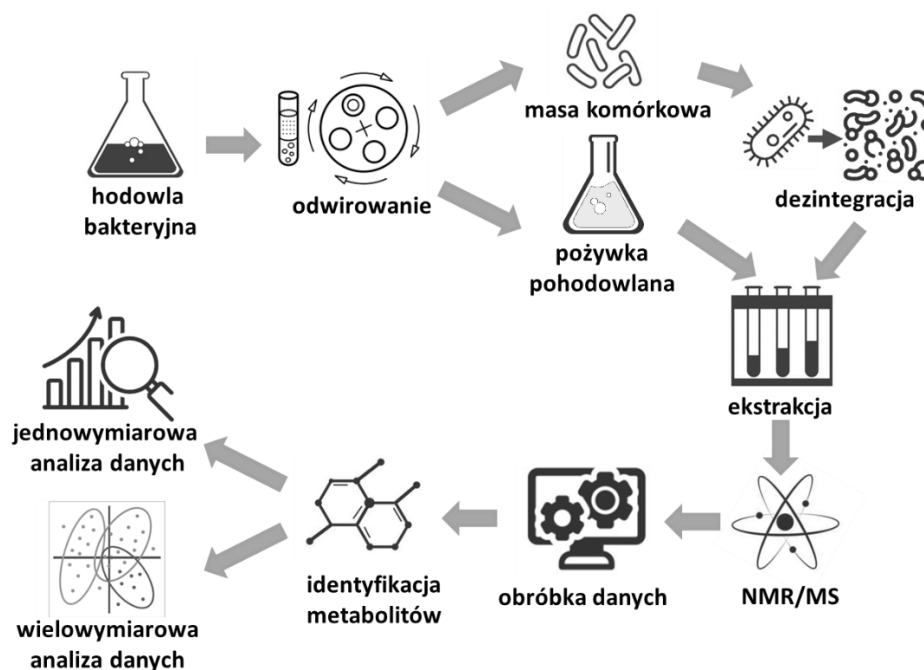 hodowla
bakteryjna
odwirowanie
masa komórkowa
pożywka
pohodowlana
dezintegracja
ekstrakcja
NMR/MS
obróbka danych
identyfikacja
metabolitów
jednowymiarowa
analiza danych
wielowymiarowa
analiza danych